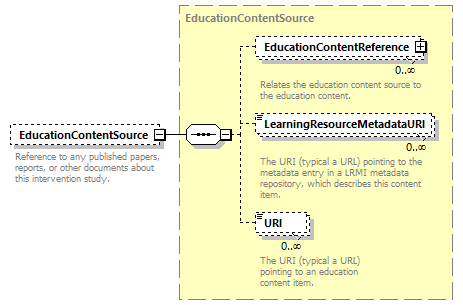 EducationContentSource
EducationContentReference
0..∞
Relates the education content source to
the education content.
LearningResourceMetadataURI
0..∞
The URI (typical a URL) pointing to the
metadata entry in a LRMI metadata
repository, which describes this content
item.
EducationContentSource
Reference to any published papers,
reports, or other documents about
this intervention study.
URI
0..∞
The URI (typical a URL)
pointing to an education
content item.